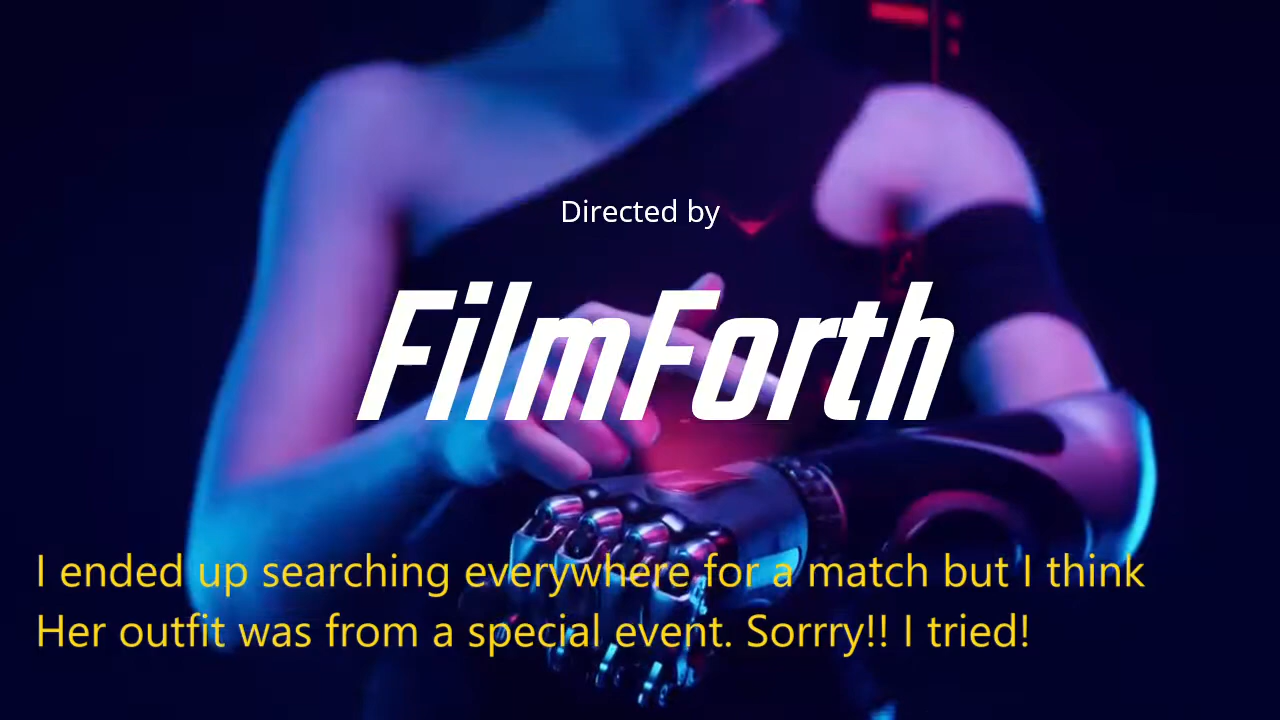 Directed by
FilmForth
I ended up searching everywhere for a match but I think
Her outfit was from a special event. Sorrry!! I tried!